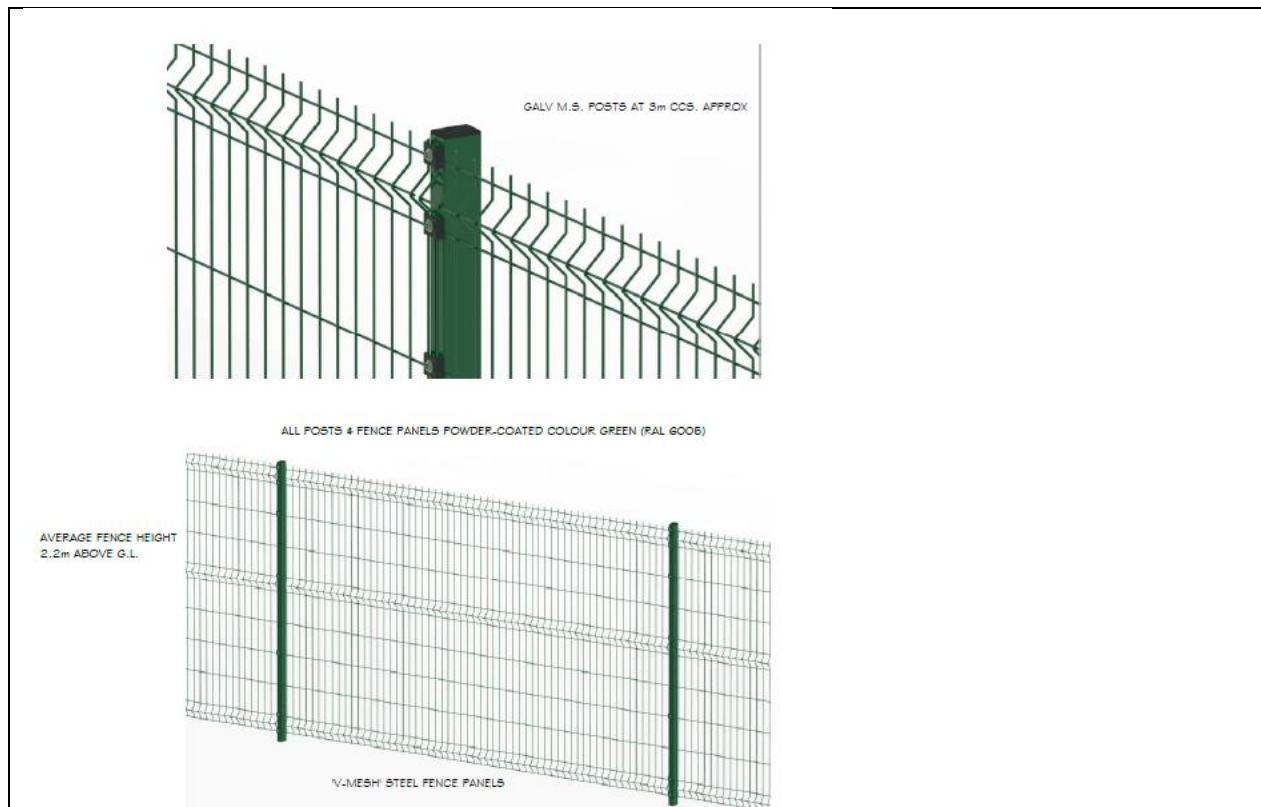 GALV M.S. POSTS AT 3m CCS. APPROX
ALL POSTS & FENCE PANELS POWDER-COATED COLOUR GREEN (RAL 6005)
AVERAGE FENCE HEIGHT
2.2m ABOVE G.L.
'V-MESH' STEEL FENCE PANELS